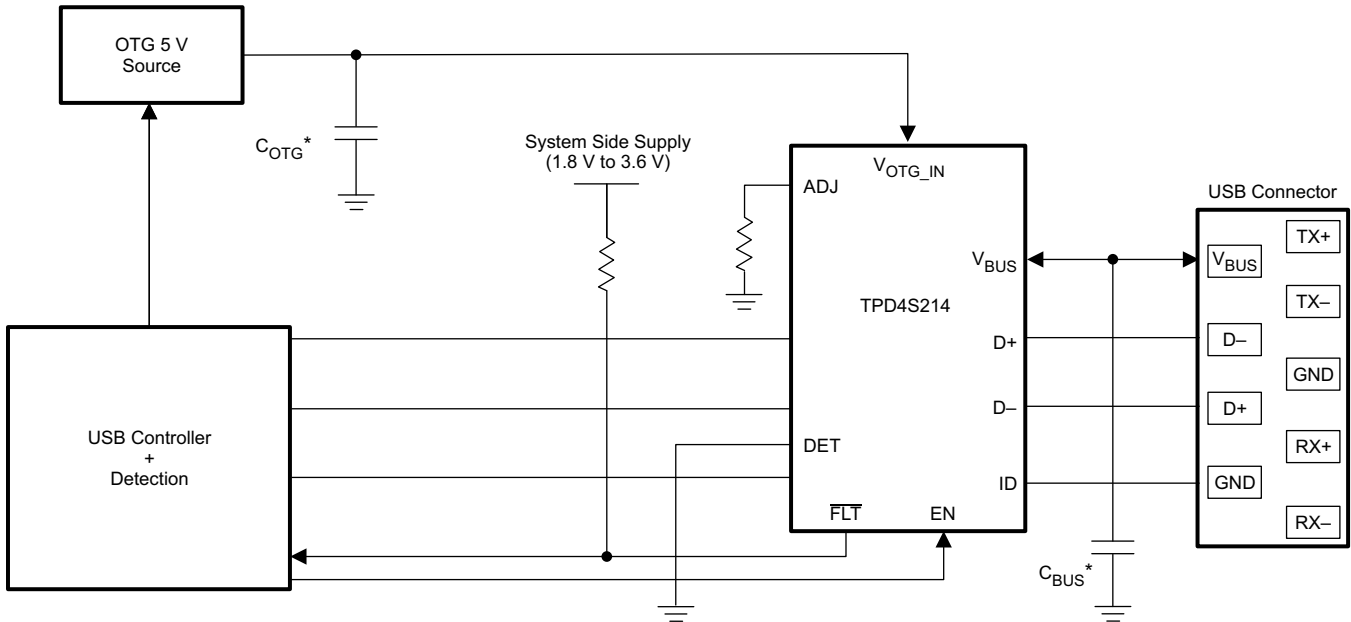 OTG 5 V
Source
C_OTG*
System Side Supply
(1.8 V to 3.6 V)
V_OTG_IN
ADJ
V_BUS
TPD4S214
D+
D–
DET
ID
FLT
EN
USB Controller
+
Detection
C_BUS*
USB Connector
TX+
V_BUS
TX–
D–
GND
D+
RX+
GND
RX–